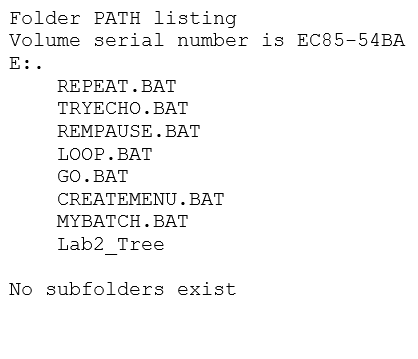 Folder PATH listing
Volume serial number is EC85-54BA
E:.
    REPEAT.BAT
    TRYECHO.BAT
    REMPAUSE.BAT
    LOOP.BAT
    GO.BAT
    CREATEMENU.BAT
    MYBATCH.BAT
    Lab2_Tree
No subfolders exist